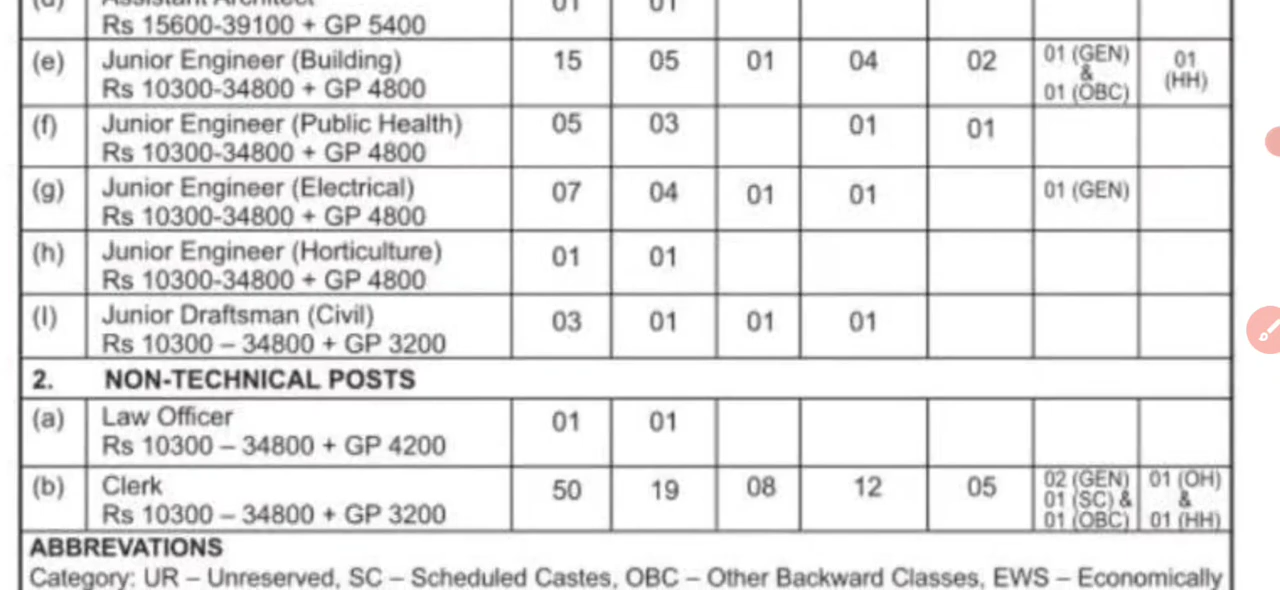 (d) Assistant Architect 01 01
Rs 15600-39100 + GP 5400
(e) Junior Engineer (Building) 15 05 01 04 02 01 (GEN) & 01 (OBC) 01 (HH)
Rs 10300-34800 + GP 4800
(f) Junior Engineer (Public Health) 05 03 01 01
Rs 10300-34800 + GP 4800
(g) Junior Engineer (Electrical) 07 04 01 01 01 (GEN)
Rs 10300-34800 + GP 4800
(h) Junior Engineer (Horticulture) 01 01
Rs 10300-34800 + GP 4800
(I) Junior Draftsman (Civil) 03 01 01 01
Rs 10300 – 34800 + GP 3200
2. NON-TECHNICAL POSTS
(a) Law Officer 01 01
Rs 10300 – 34800 + GP 4200
(b) Clerk 50 19 08 12 05 02 (GEN) 01 (SC) & 01 (OBC) 01 (OH) & 01 (HH)
Rs 10300 – 34800 + GP 3200
ABBREVATIONS
Category: UR – Unreserved, SC – Scheduled Castes, OBC – Other Backward Classes, EWS – Economically